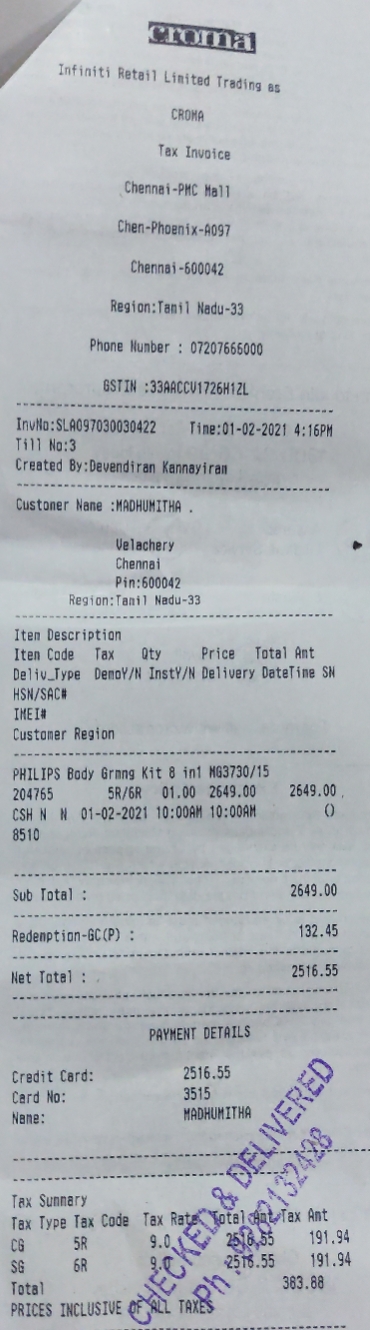 croma
Infiniti Retail Limited Trading as
CROMA
Tax Invoice
Chennai-PMC Mall
Chen-Phoenix-A097
Chennai-600042
Region:Tamil Nadu-33
Phone Number : 07207666000
GSTIN :33AACCV1726H1ZL
InvNo:SLA097030030422 Time:01-02-2021 4:16PM
Till No:3
Created By:Devendiran Kannayiram
Customer Name :MADHUMITHA .
Velachery
Chennai
Pin:600042
Region:Tamil Nadu-33
Item Description
Item Code Tax Qty Price Total Amt
Deliv_Type DemoY/N InstY/N Delivery DateTime SN
HSN/SAC#
IMEI#
Customer Region
PHILIPS Body Grmng Kit 8 in1 MG3730/15
204765 5R/6R 01.00 2649.00 2649.00
CSH N N 01-02-2021 10:00AM 10:00AM ()
8510
Sub Total : 2649.00
Redemption-GC(P) : 132.45
Net Total : 2516.55
PAYMENT DETAILS
Credit Card: 2516.55
Card No: 3515
Name: MADHUMITHA
Tax Summary
Tax Type Tax Code Tax Rate Total Amt Tax Amt
CG 5R 9.0 2516.55 191.94
SG 6R 9.0 2516.55 191.94
Total 383.88
PRICES INCLUSIVE OF ALL TAXES
CHECKED & DELIVERED
Ph :